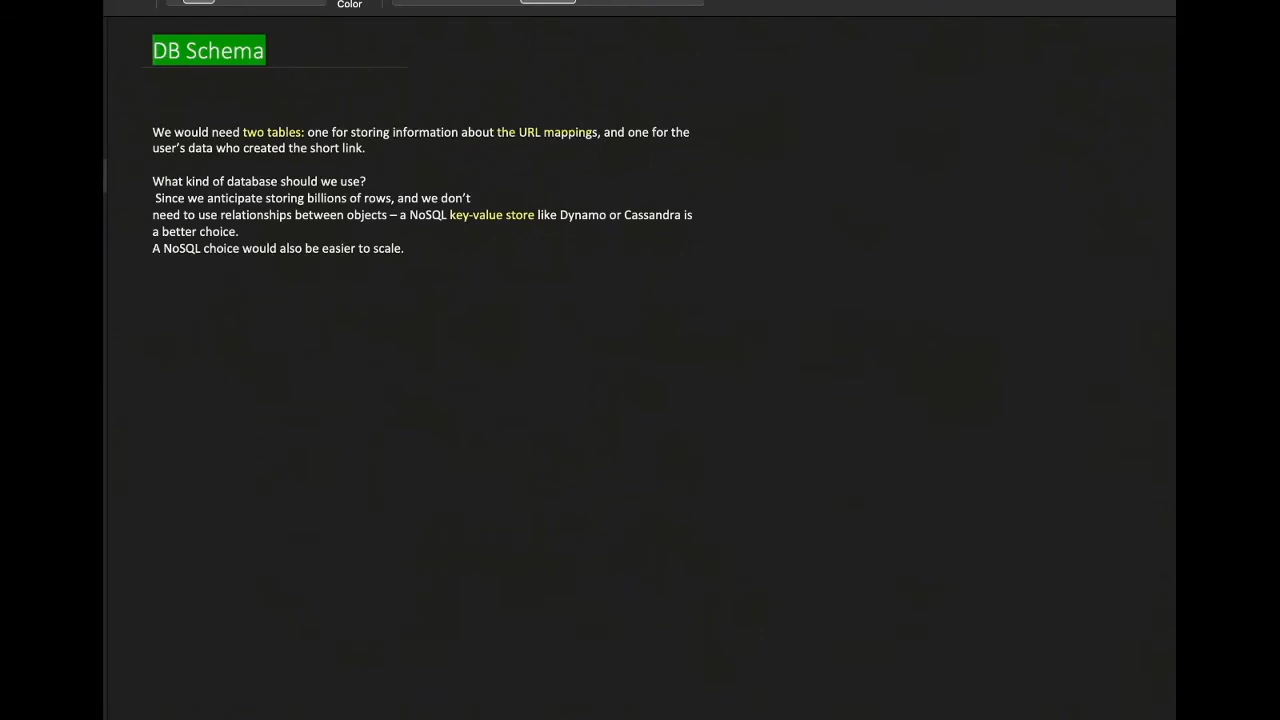 Color
DB Schema
We would need two tables: one for storing information about the URL mappings, and one for the
user's data who created the short link.
What kind of database should we use?
Since we anticipate storing billions of rows, and we don't
need to use relationships between objects – a NoSQL key-value store like Dynamo or Cassandra is
a better choice.
A NoSQL choice would also be easier to scale.